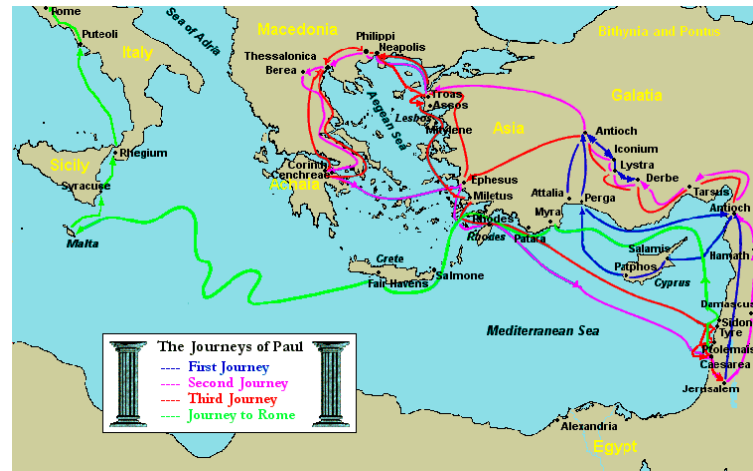 Rome
Puteoli
Italy
Sea of Adria
Macedonia
Philippi
Neapolis
Thessalonica
Berea
Bithynia and Pontus
Galatia
Troas
Assos
Lesbos
Mitylene
Aegean Sea
Asia
Antioch
Iconium
Lystra
Derbe
Rhegium
Sicily
Syracuse
Malta
Corinth
Cenchreae
Achaia
Ephesus
Miletus
Attalia
Perga
Tarsus
Antioch
Rhodes
Rhodes
Patara
Myra
Salamis
Paphos
Cyprus
Hamath
Crete
Fair Havens
Salmone
Damascus
Sidon
Tyre
Ptolemais
Caesarea
Jerusalem
Mediterranean Sea
The Journeys of Paul
---- First Journey
---- Second Journey
---- Third Journey
---- Journey to Rome
Alexandria
Egypt